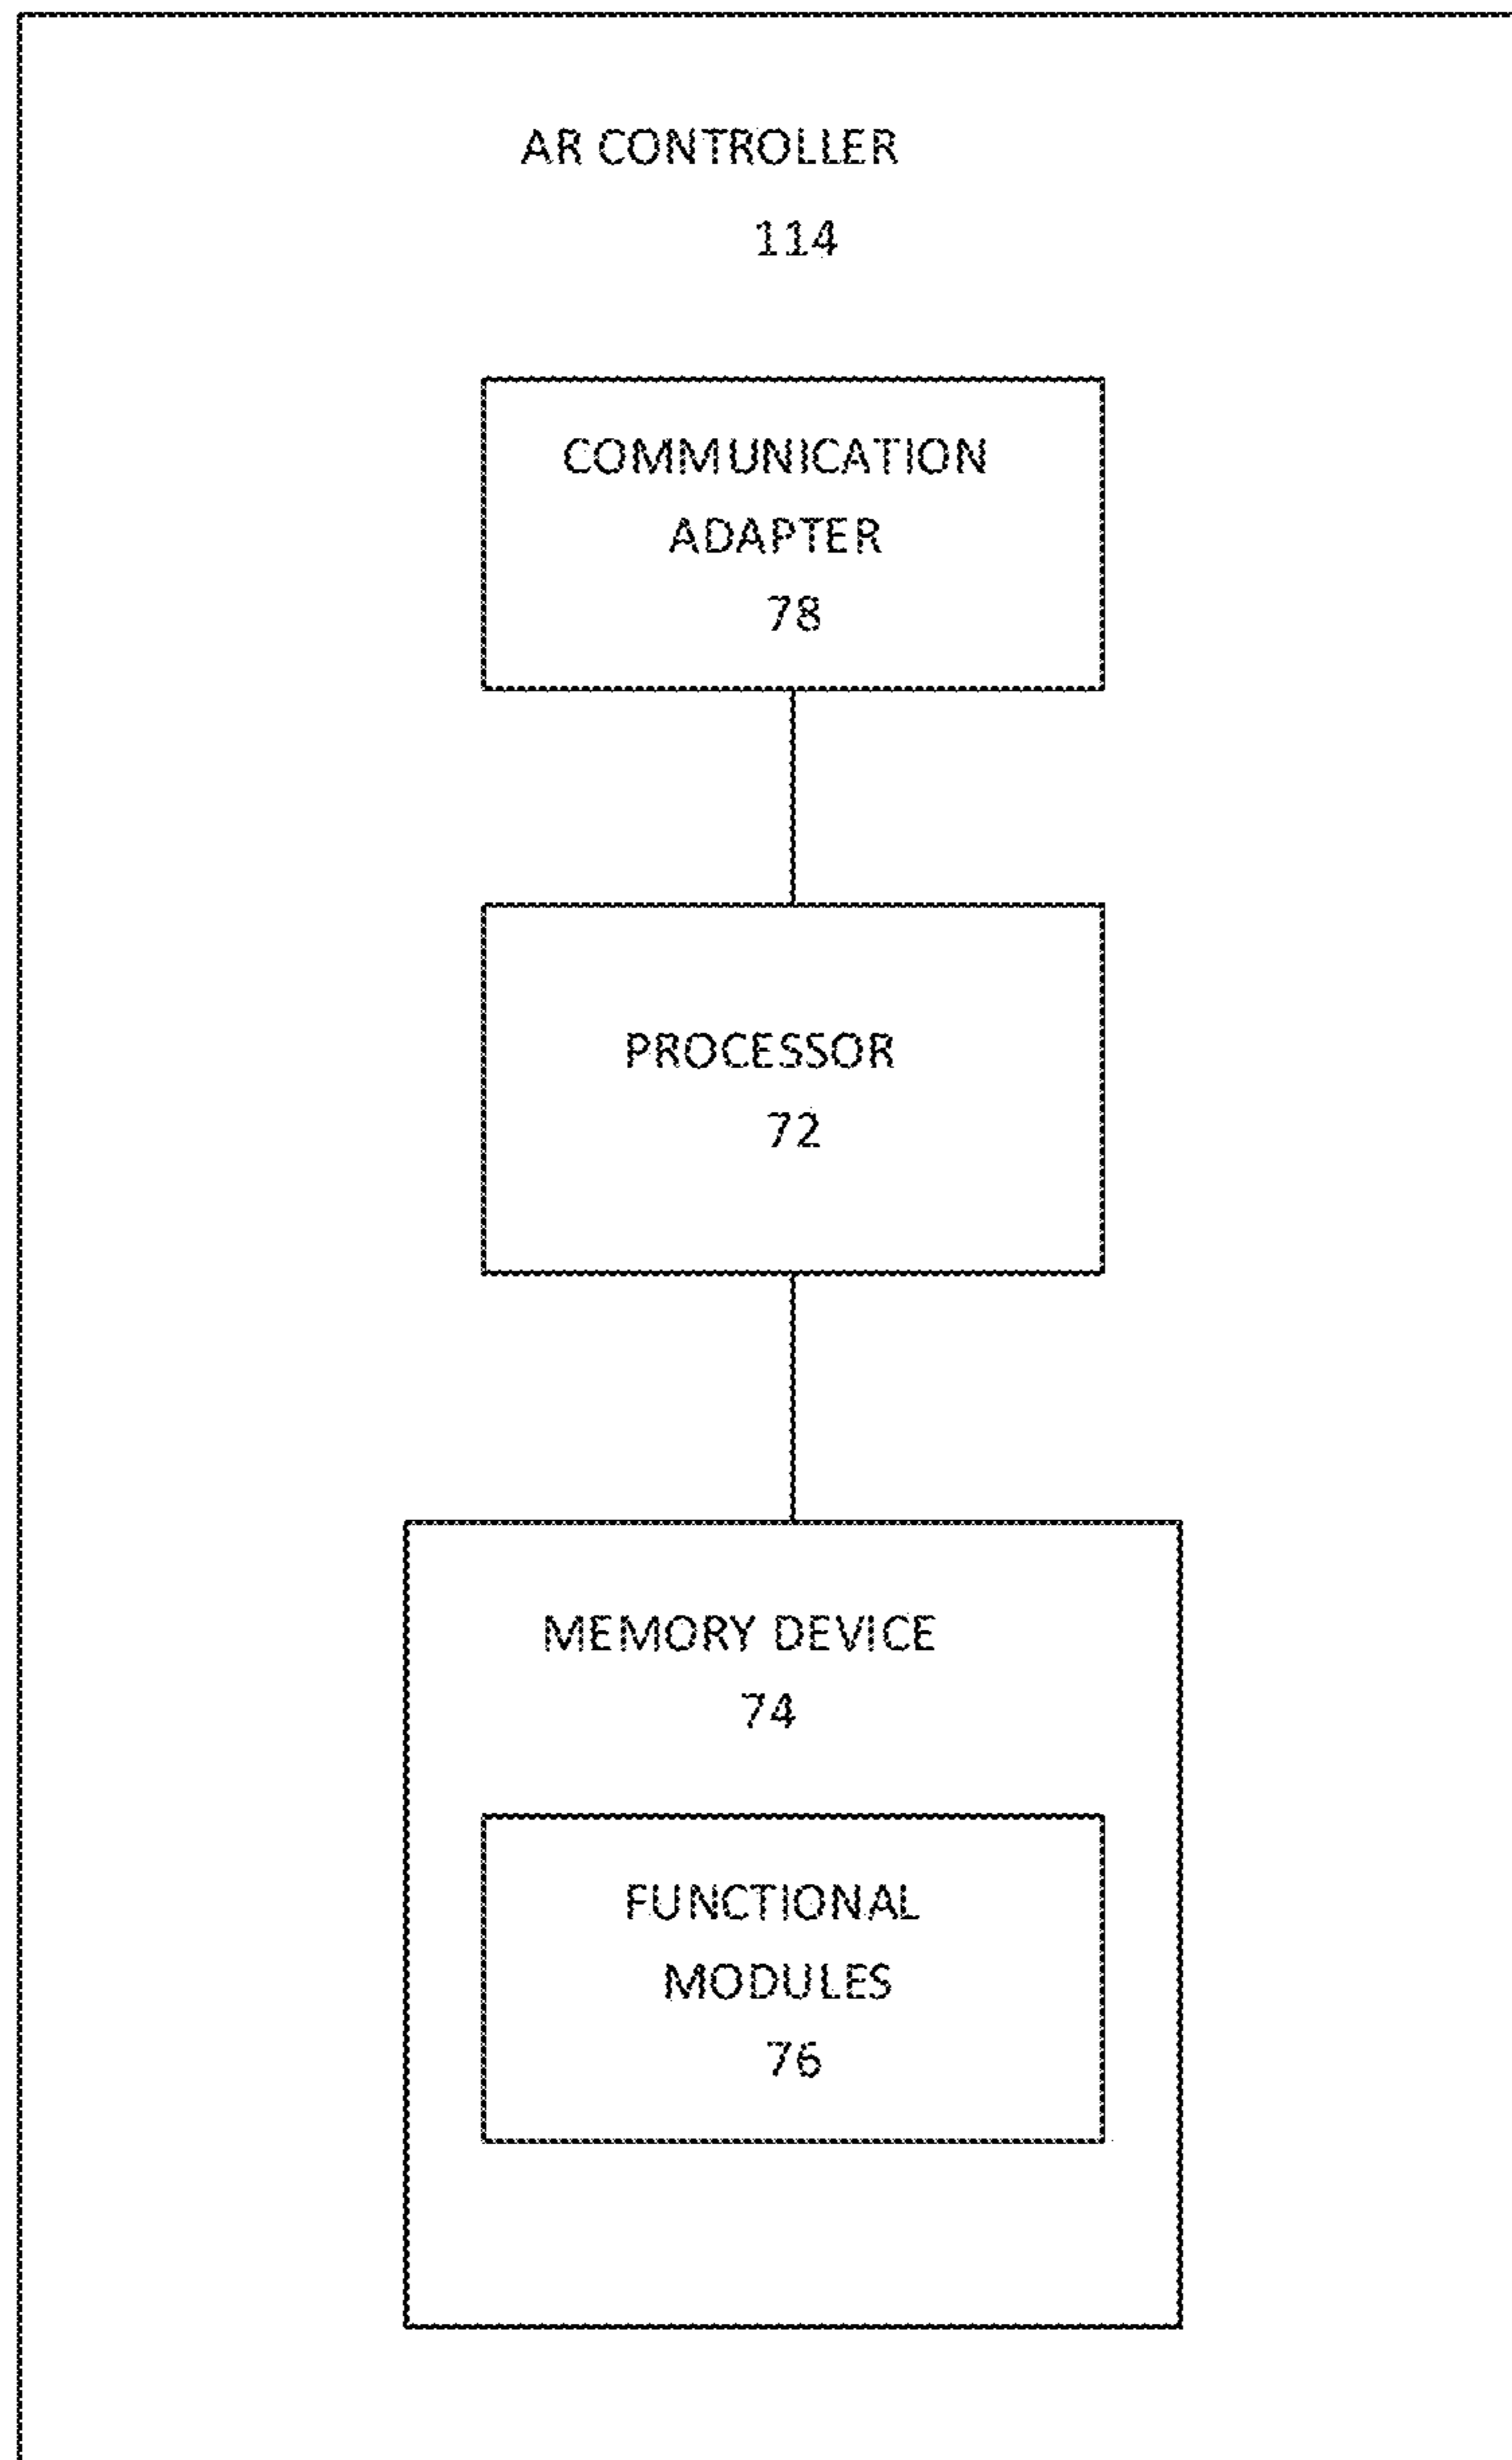 AR CONTROLLER
114
COMMUNICATION
ADAPTER
78
PROCESSOR
72
MEMORY DEVICE
74
FUNCTIONAL
MODULES
76